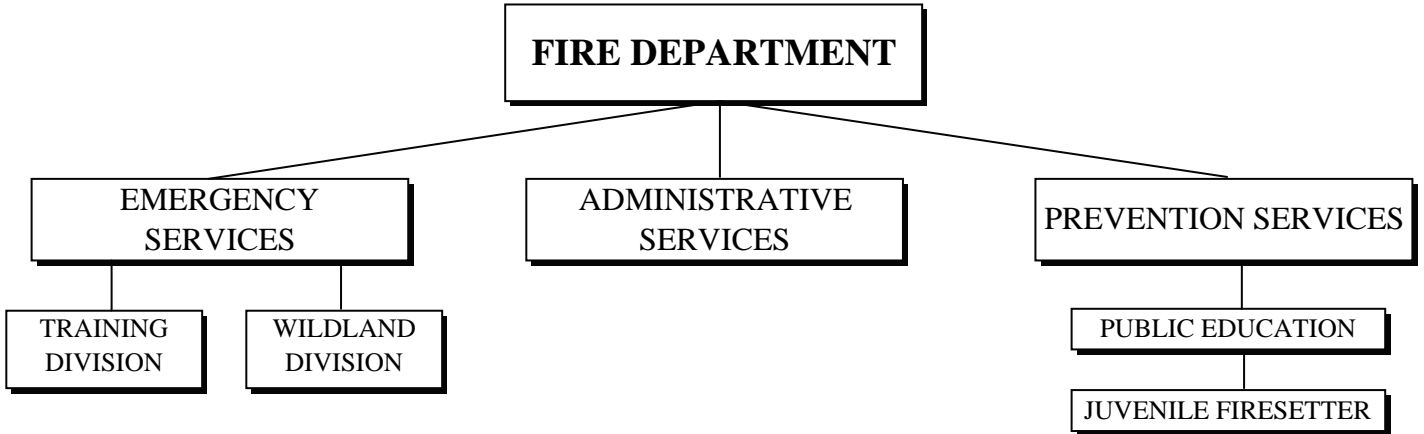 FIRE DEPARTMENT
EMERGENCY
SERVICES
ADMINISTRATIVE
SERVICES
PREVENTION SERVICES
TRAINING
DIVISION
WILDLAND
DIVISION
PUBLIC EDUCATION
JUVENILE FIRESETTER